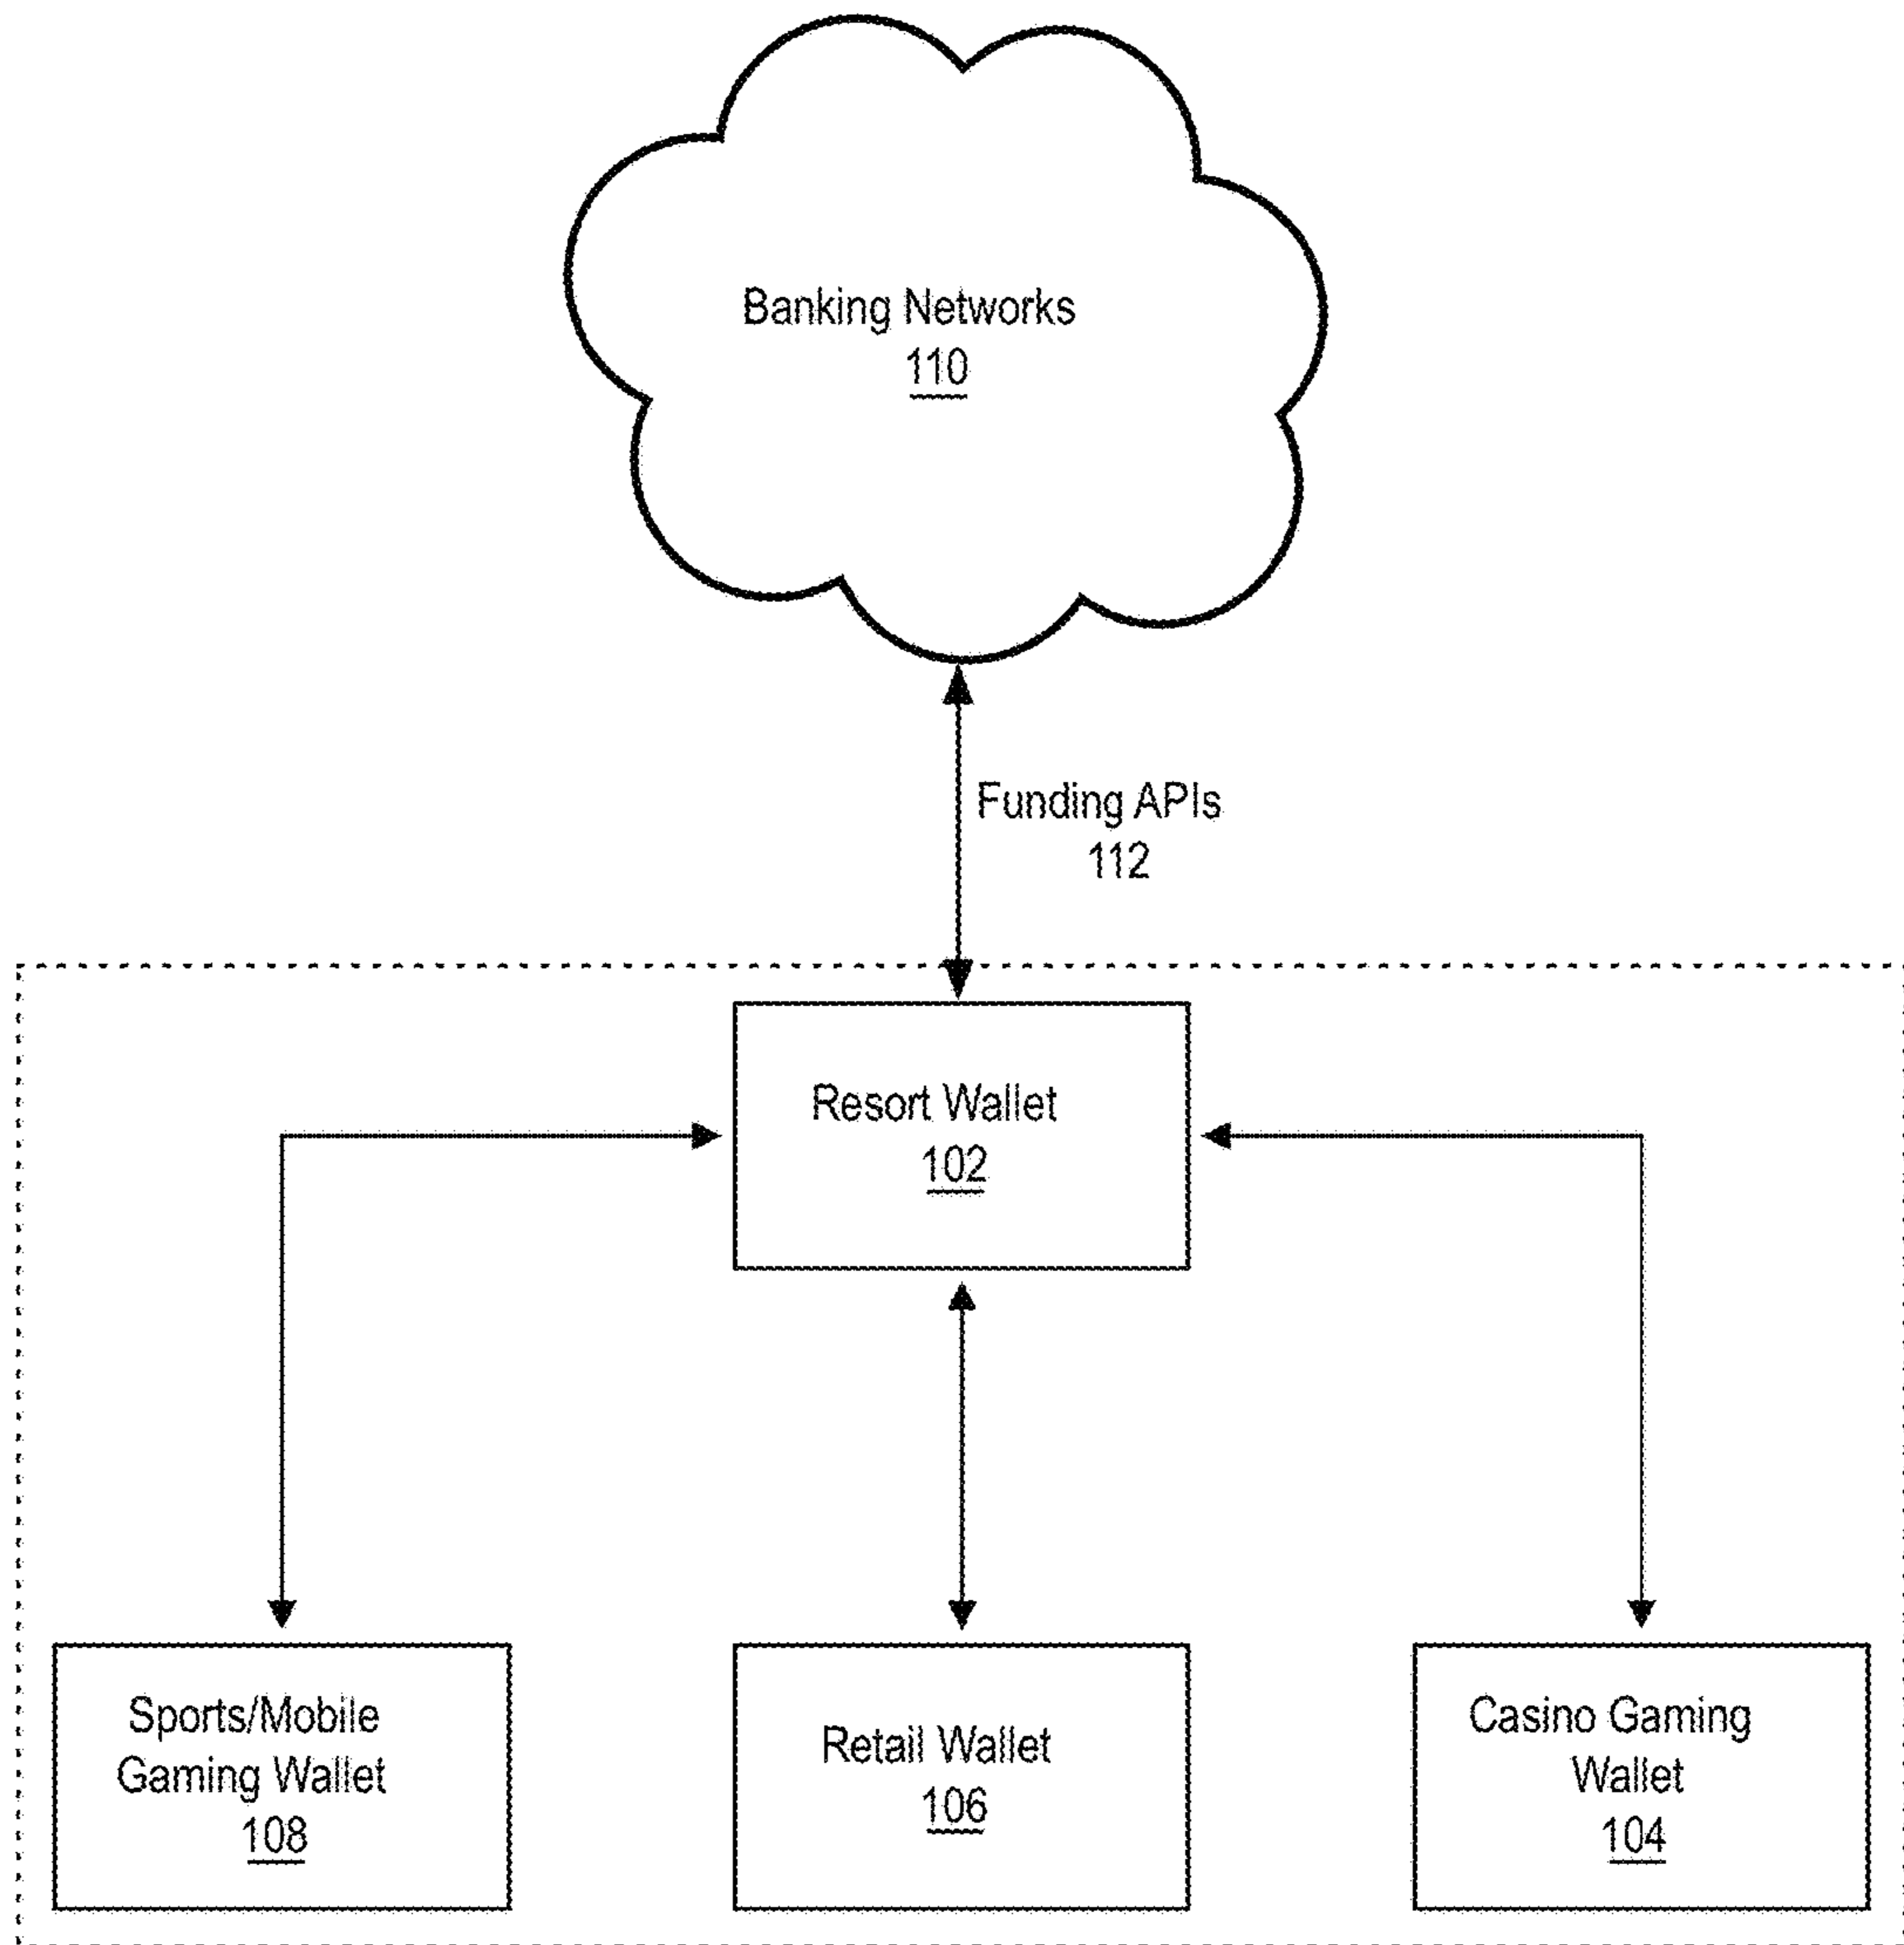 Banking Networks
110
Funding APIs
112
Resort Wallet
102
Sports/Mobile
Gaming Wallet
108
Retail Wallet
106
Casino Gaming
Wallet
104